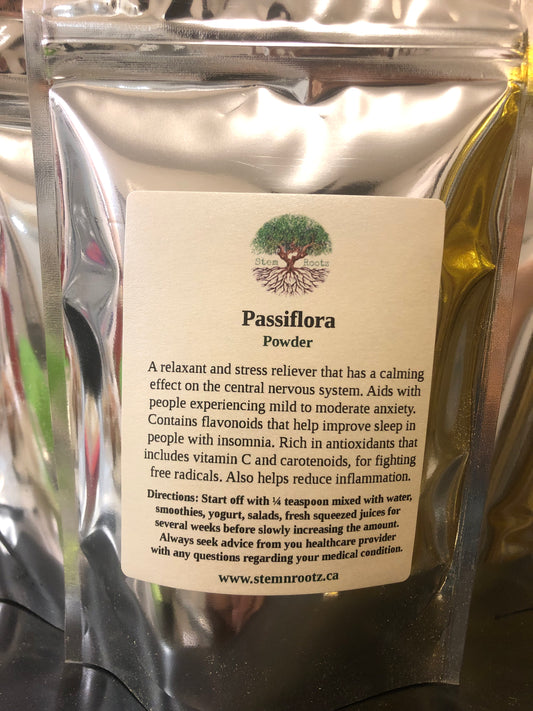 Stem Rootz
Passiflora
Powder
A relaxant and stress reliever that has a calming
effect on the central nervous system. Aids with
people experiencing mild to moderate anxiety.
Contains flavonoids that help improve sleep in
people with insomnia. Rich in antioxidants that
includes vitamin C and carotenoids, for fighting
free radicals. Also helps reduce inflammation.
Directions: Start off with ¼ teaspoon mixed with water,
smoothies, yogurt, salads, fresh squeezed juices for
several weeks before slowly increasing the amount.
Always seek advice from you healthcare provider
with any questions regarding your medical condition.
www.stemnrootz.ca